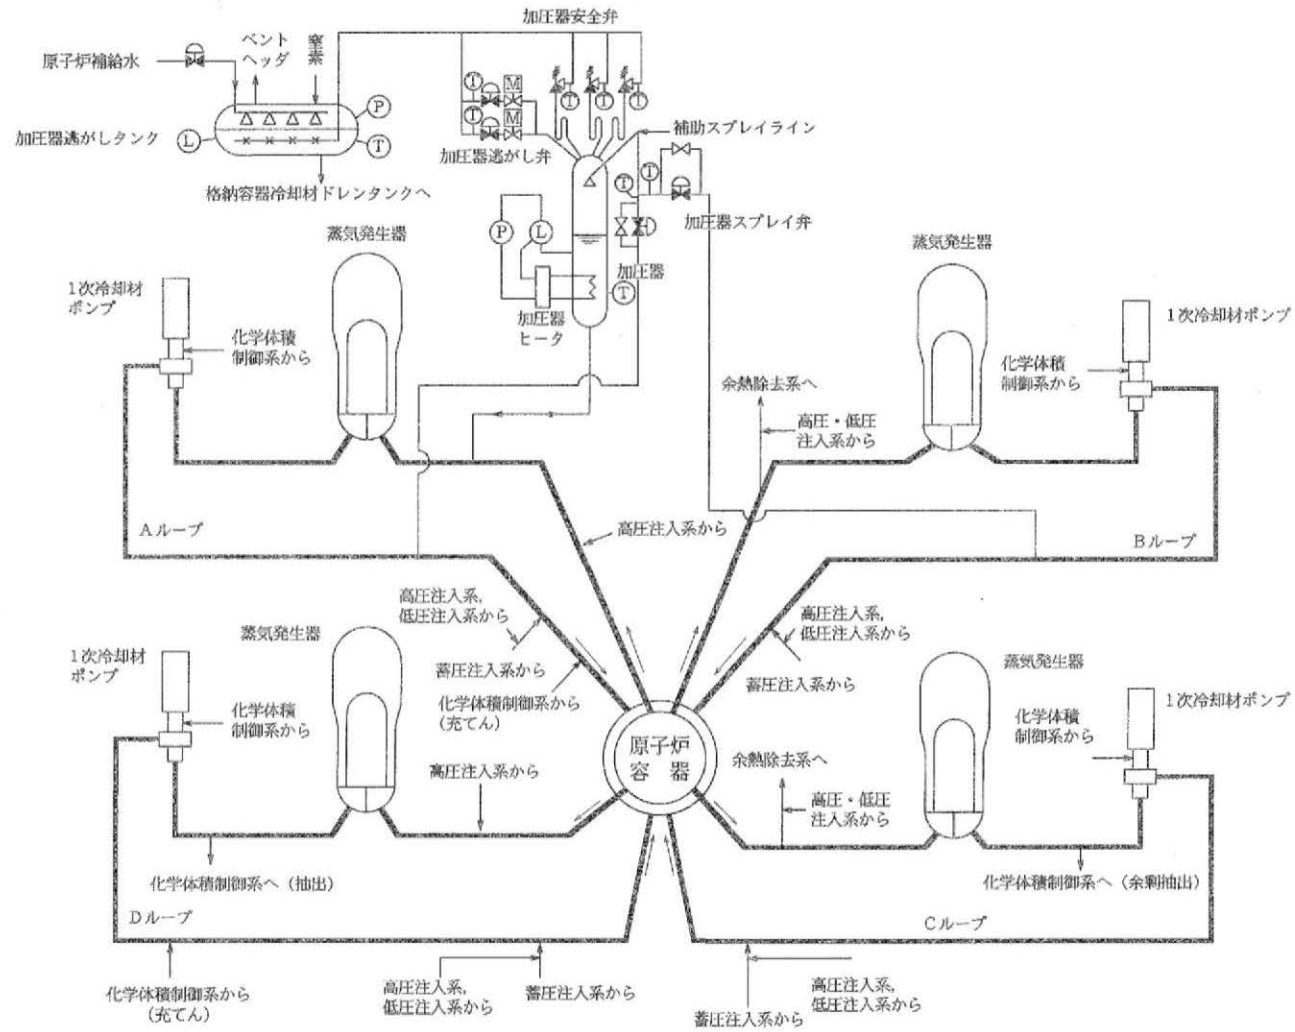 加圧器安全弁
ベント
ヘッダ
窒素
原子炉補給水
P
T
T
T
T
T
M
M
加圧器逃がしタンク
L
T
加圧器逃がし弁
補助スプレイライン
格納容器冷却材ドレンタンクへ
T
T
加圧器スプレイ弁
P
L
蒸気発生器
蒸気発生器
加圧器
T
加圧器
ヒータ
1次冷却材
ポンプ
化学体積
制御系から
1次冷却材ポンプ
化学体積
制御系から
余熱除去系へ
高圧・低圧
注入系から
Aループ
高圧注入系から
Bループ
高圧注入系,
低圧注入系から
高圧注入系,
低圧注入系から
蓄圧注入系から
蓄圧注入系から
化学体積制御系から
(充てん)
蒸気発生器
蒸気発生器
1次冷却材
ポンプ
化学体積
制御系から
1次冷却材ポンプ
化学体積
制御系から
原子炉
容器
高圧注入系から
余熱除去系へ
高圧・低圧
注入系から
化学体積制御系へ(抽出)
化学体積制御系へ(余剰抽出)
Dループ
Cループ
化学体積制御系から
(充てん)
高圧注入系,
低圧注入系から
蓄圧注入系から
高圧注入系,
低圧注入系から
蓄圧注入系から